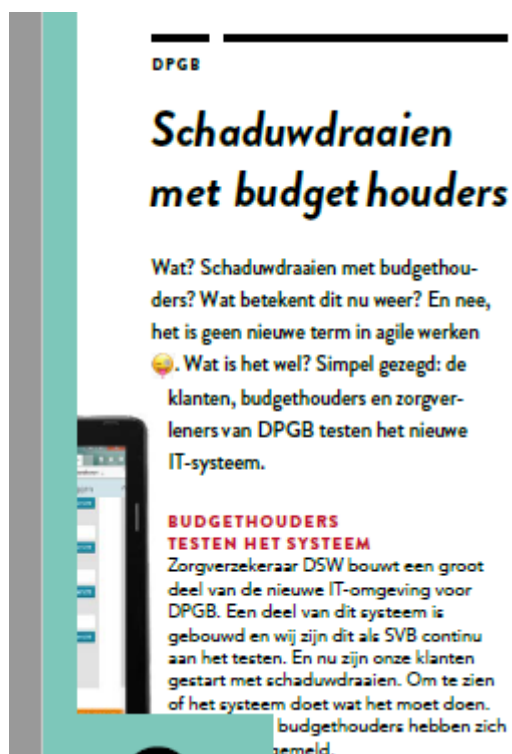 DPGB
Schaduwdraaien
met budgethouders
Wat? Schaduwdraaien met budgethou-
ders? Wat betekent dit nu weer? En nee,
het is geen nieuwe term in agile werken
😜. Wat is het wel? Simpel gezegd: de
klanten, budgethouders en zorgver-
leners van DPGB testen het nieuwe
IT-systeem.
BUDGETHOUDERS
TESTEN HET SYSTEEM
Zorgverzekeraar DSW bouwt een groot
deel van de nieuwe IT-omgeving voor
DPGB. Een deel van dit systeem is
gebouwd en wij zijn dit als SVB continu
aan het testen. En nu zijn onze klanten
gestart met schaduwdraaien. Om te zien
of het systeem doet wat het moet doen.
budgethouders hebben zich